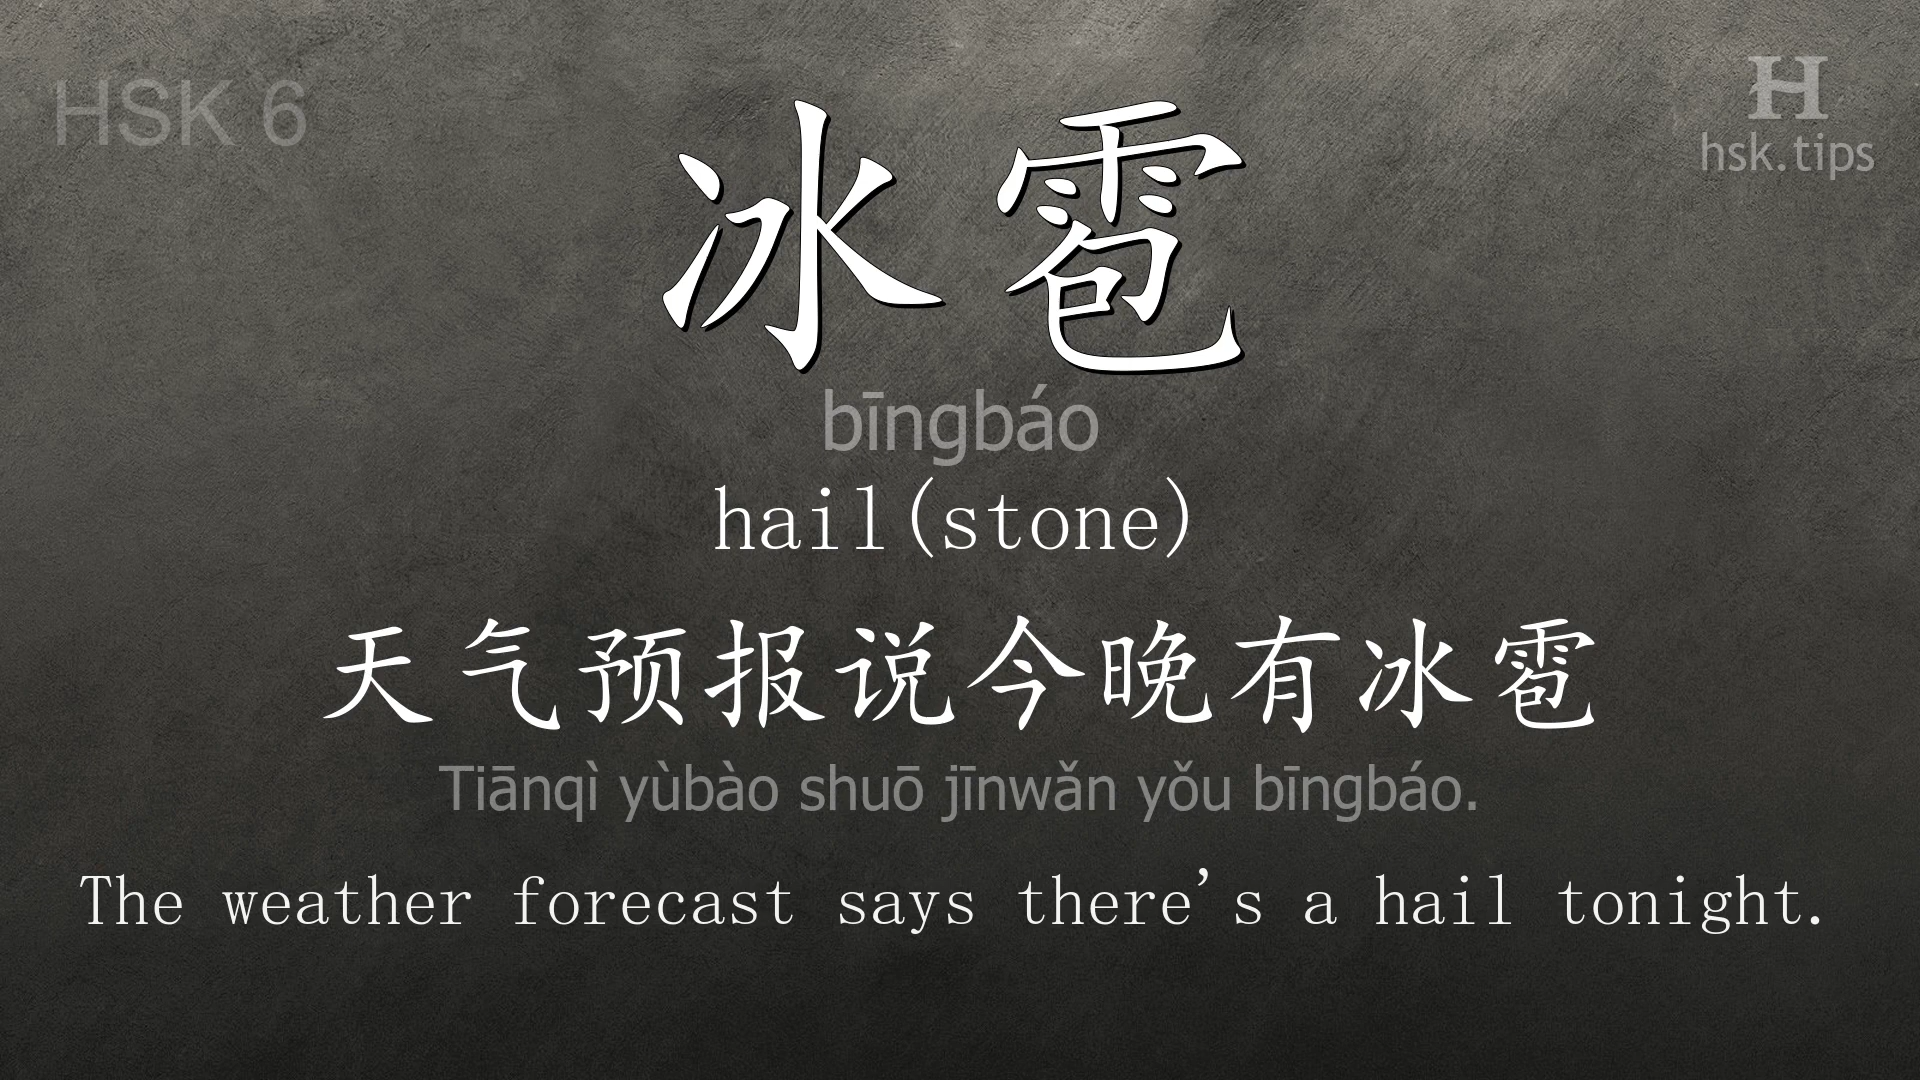 HSK 6
H
hsk.tips
冰雹
bīngbáo
hail(stone)
天气预报说今晚有冰雹
Tiānqì yùbào shuō jīnwǎn yǒu bīngbáo.
The weather forecast says there's a hail tonight.